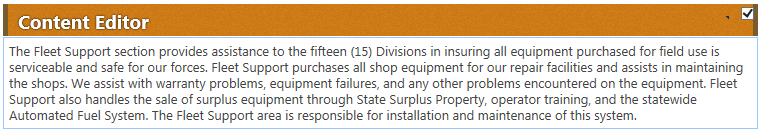 Content Editor
The Fleet Support section provides assistance to the fifteen (15) Divisions in insuring all equipment purchased for field use is
serviceable and safe for our forces. Fleet Support purchases all shop equipment for our repair facilities and assists in maintaining
the shops. We assist with warranty problems, equipment failures, and any other problems encountered on the equipment. Fleet
Support also handles the sale of surplus equipment through State Surplus Property, operator training, and the statewide
Automated Fuel System. The Fleet Support area is responsible for installation and maintenance of this system.